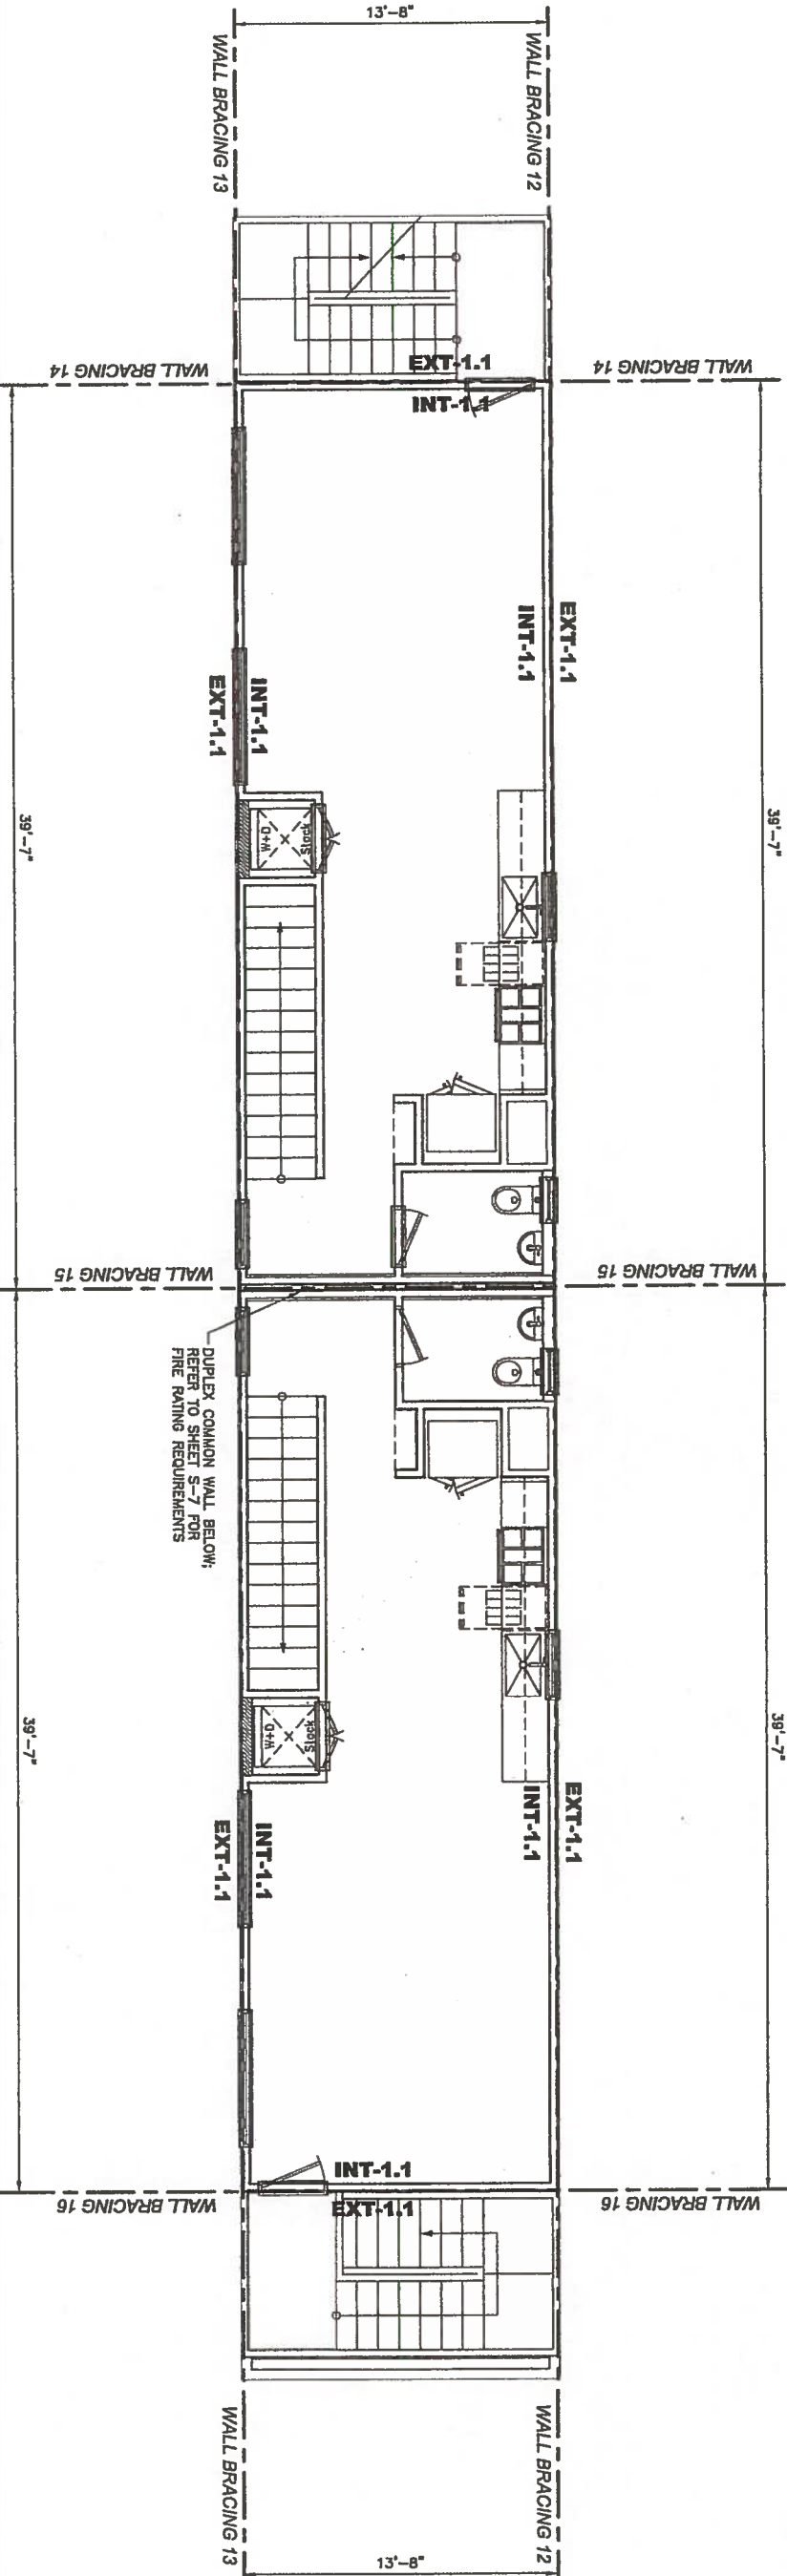 13'-8"
WALL BRACING 13
WALL BRACING 12
WALL BRACING 14
WALL BRACING 14
EXT-1.1
INT-1.1
EXT-1.1
INT-1.1
INT-1.1
EXT-1.1
39'-7"
39'-7"
W+D
Stack
WALL BRACING 15
WALL BRACING 15
DUPLEX COMMON WALL BELOW;
REFER TO SHEET S-7 FOR
FIRE RATING REQUIREMENTS
W+D
Stack
39'-7"
39'-7"
EXT-1.1
INT-1.1
INT-1.1
EXT-1.1
INT-1.1
EXT-1.1
WALL BRACING 16
WALL BRACING 16
WALL BRACING 13
WALL BRACING 12
13'-8"